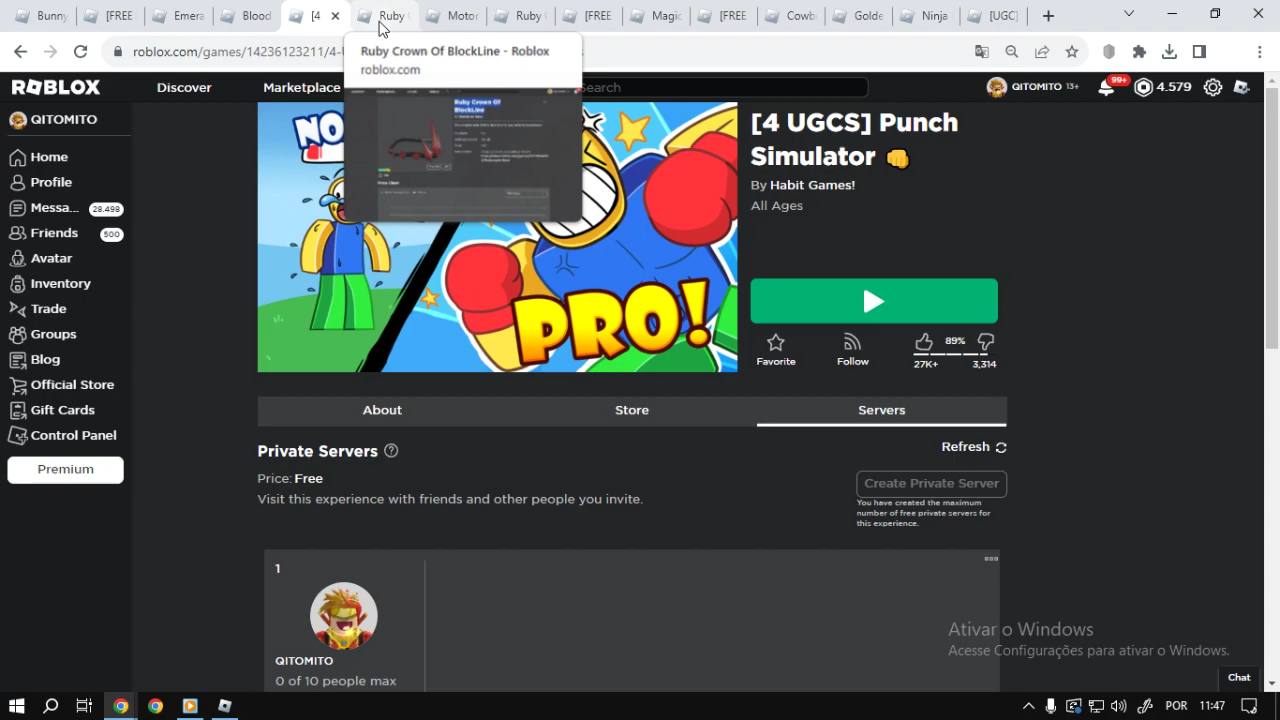 Bunny
[FREE
Emera
Blood
[4
Ruby
Motor
Ruby
[FREE
Magic
[FREE
Cowb
Golde
Ninja
[UGC]
roblox.com/games/14236123211/4-
Ruby Crown Of BlockLine - Roblox
roblox.com
Ruby Crown Of
BlockLine
ROBLOX
Discover
Marketplace
Search
QITOMITO 13+
99+
4.579
QITOMITO
Home
Profile
Messa... 28.498
Friends 500
Avatar
Inventory
Trade
Groups
Blog
Official Store
Gift Cards
Control Panel
Premium
NO
PRO!
[4 UGCS] Punch
Simulator
By Habit Games!
All Ages
Favorite
Follow
89%
27K+
3,314
About
Store
Servers
Private Servers
Refresh
Price: Free
Visit this experience with friends and other people you invite.
Create Private Server
You have created the maximum
number of free private servers for
this experience.
1
QITOMITO
0 of 10 people max
Ativar o Windows
Acesse Configurações para ativar o Windows.
Chat
POR
11:47